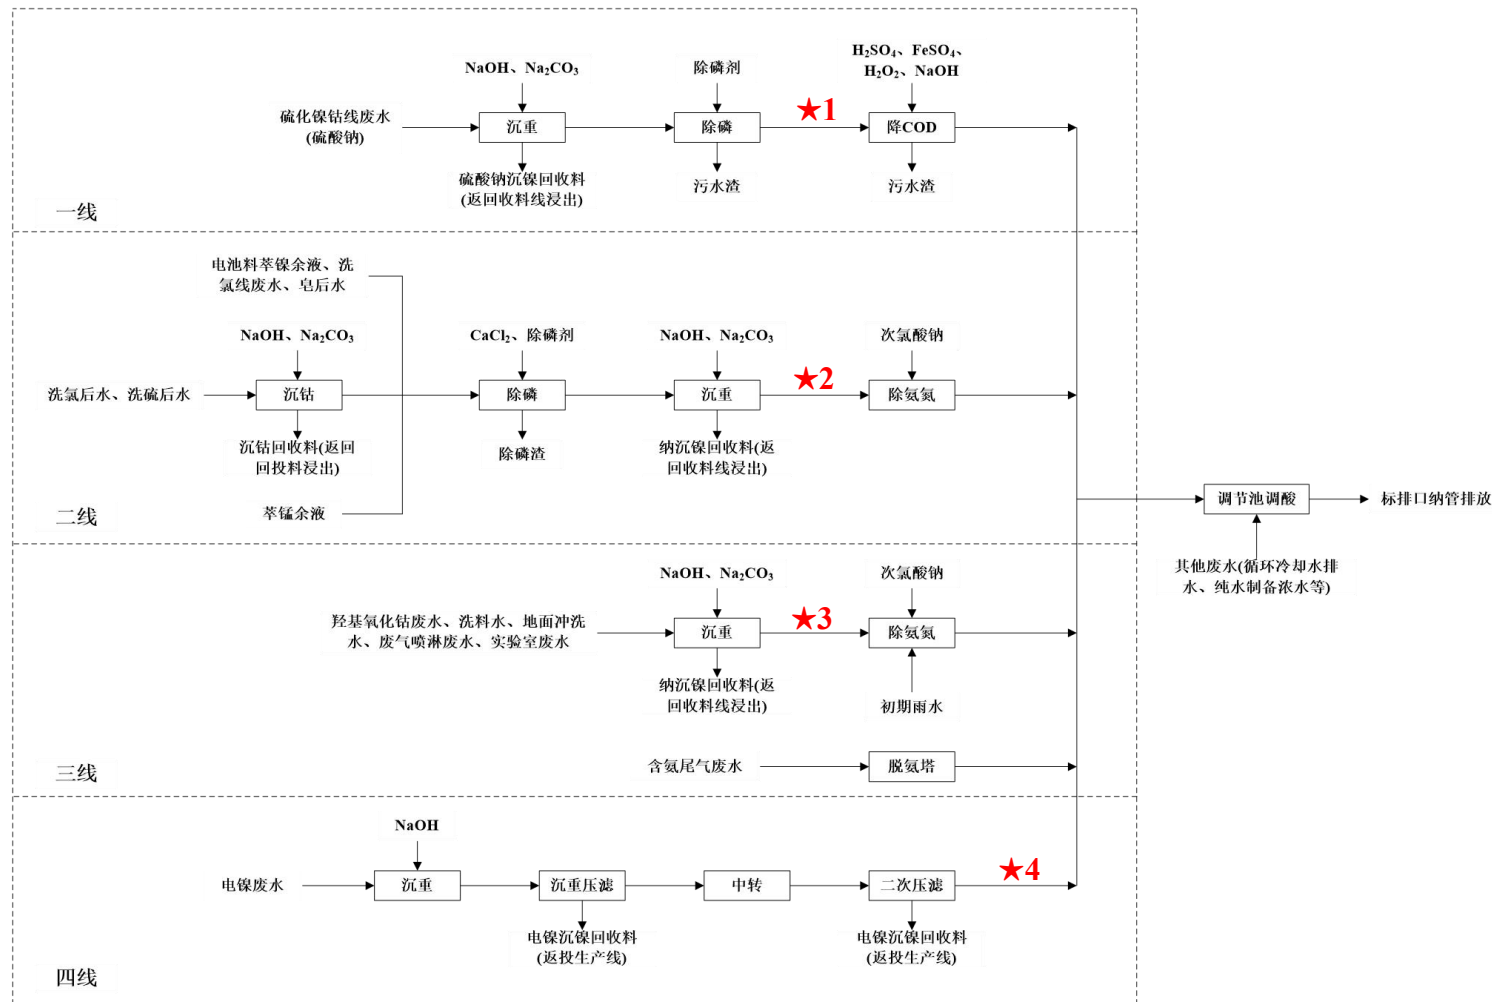 NaOH、Na₂CO₃
除磷剂
H₂SO₄、FeSO₄、
H₂O₂、NaOH
硫化镍钴线废水
(硫酸钠)
沉重
除磷
★1
降COD
硫酸钠沉镍回收料
(返回收料线浸出)
污水渣
污水渣
一线
电池料萃镍余液、洗
氯线废水、皂后水
NaOH、Na₂CO₃
CaCl₂、除磷剂
NaOH、Na₂CO₃
次氯酸钠
洗氯后水、洗硫后水
沉钴
除磷
沉重
★2
除氨氮
沉钴回收料(返回
回投料浸出)
除磷渣
纳沉镍回收料(返
回收料线浸出)
萃锰余液
二线
调节池调酸
标排口纳管排放
其他废水(循环冷却水排
水、纯水制备浓水等)
NaOH、Na₂CO₃
次氯酸钠
羟基氧化钴废水、洗料水、地面冲洗
水、废气喷淋废水、实验室废水
沉重
★3
除氨氮
纳沉镍回收料(返
回收料线浸出)
初期雨水
含氨尾气废水
脱氨塔
三线
NaOH
电镍废水
沉重
沉重压滤
中转
二次压滤
★4
电镍沉镍回收料
(返投生产线)
电镍沉镍回收料
(返投生产线)
四线